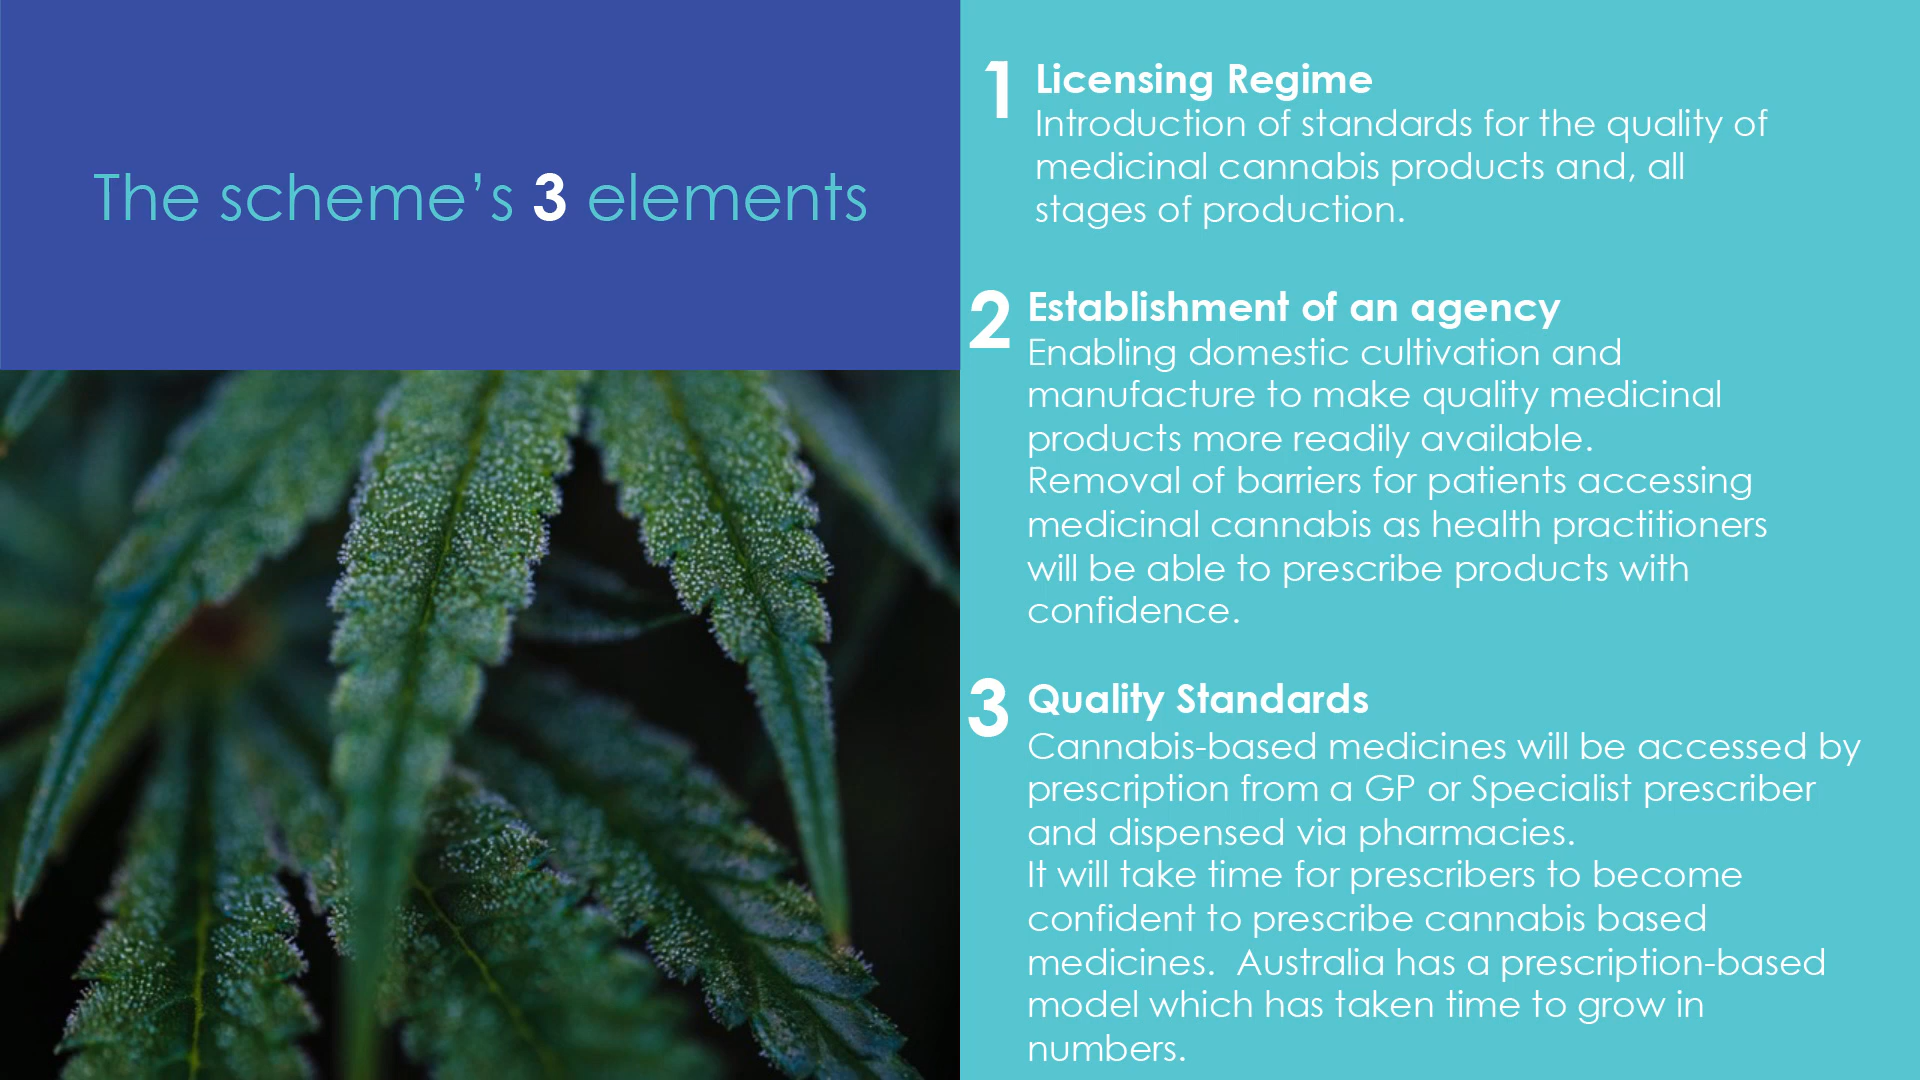 The scheme’s 3 elements
1 Licensing Regime
Introduction of standards for the quality of
medicinal cannabis products and, all
stages of production.
2 Establishment of an agency
Enabling domestic cultivation and
manufacture to make quality medicinal
products more readily available.
Removal of barriers for patients accessing
medicinal cannabis as health practitioners
will be able to prescribe products with
confidence.
3 Quality Standards
Cannabis-based medicines will be accessed by
prescription from a GP or Specialist prescriber
and dispensed via pharmacies.
It will take time for prescribers to become
confident to prescribe cannabis based
medicines.  Australia has a prescription-based
model which has taken time to grow in
numbers.